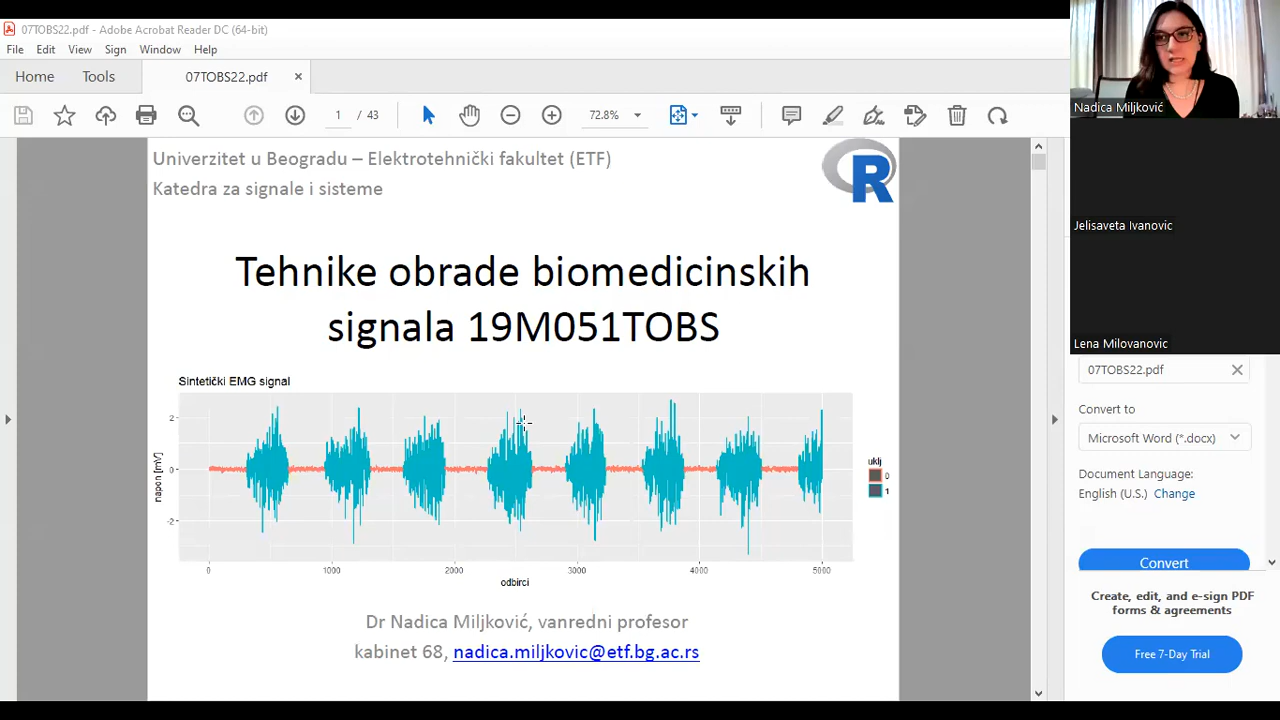 07TOBS22.pdf - Adobe Acrobat Reader DC (64-bit)
File Edit View Sign Window Help
Home Tools 07TOBS22.pdf ×
1 / 43 72.8%
Univerzitet u Beogradu – Elektrotehnički fakultet (ETF)
Katedra za signale i sisteme
R
Tehnike obrade biomedicinskih
signala 19M051TOBS
Sintetički EMG signal
napon [mV]
2
0
-2
0 1000 2000 3000 4000 5000
odbirci
uklj
0
1
Dr Nadica Miljković, vanredni profesor
kabinet 68, nadica.miljkovic@etf.bg.ac.rs
Nadica Miljković
Jelisaveta Ivanovic
Lena Milovanovic
07TOBS22.pdf
Convert to
Microsoft Word (*.docx)
Document Language:
English (U.S.) Change
Convert
Create, edit, and e-sign PDF
forms & agreements
Free 7-Day Trial